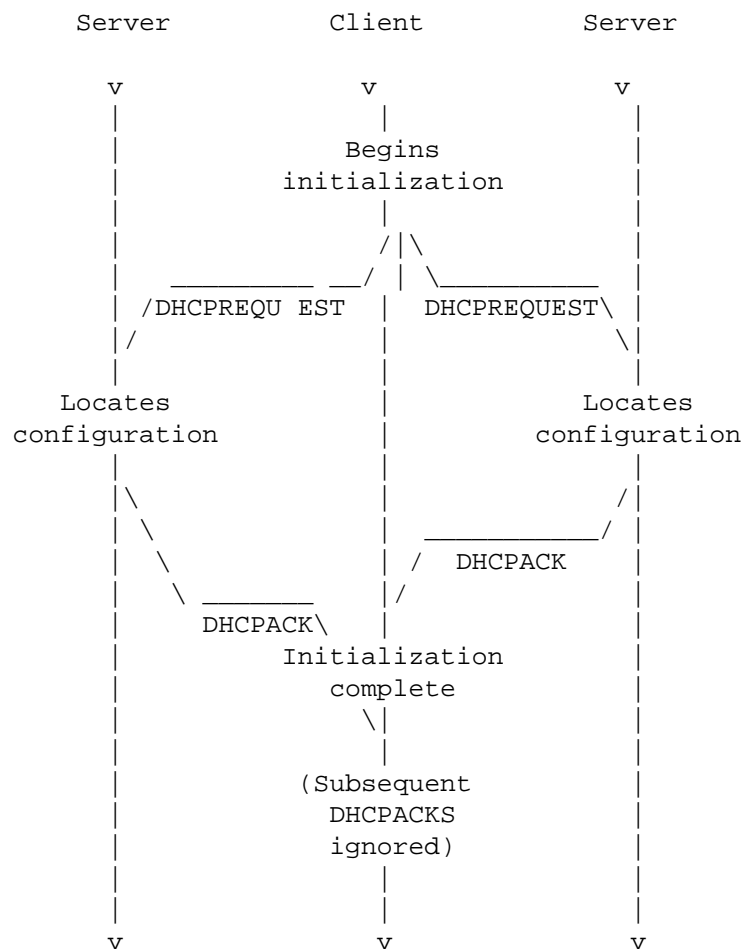 Server Client Server
v v v
Begins
initialization
DHCPREQU EST DHCPREQUEST
Locates Locates
configuration configuration
DHCPACK
DHCPACK
Initialization
complete
(Subsequent
DHCPACKS
ignored)
v v v